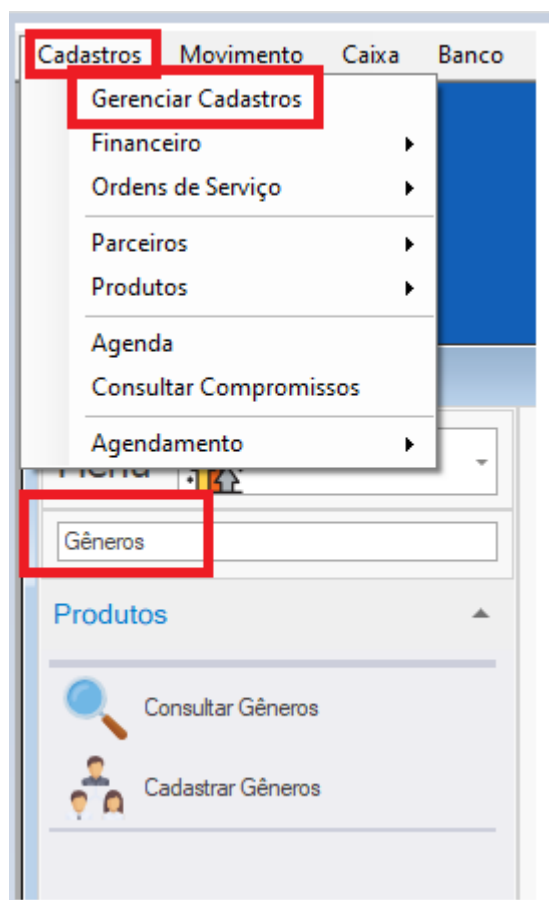 Cadastros Movimento Caixa Banco
Gerenciar Cadastros
Financeiro
Ordens de Serviço
Parceiros
Produtos
Agenda
Consultar Compromissos
Agendamento
Menu
Gêneros
Produtos
Consultar Gêneros
Cadastrar Gêneros